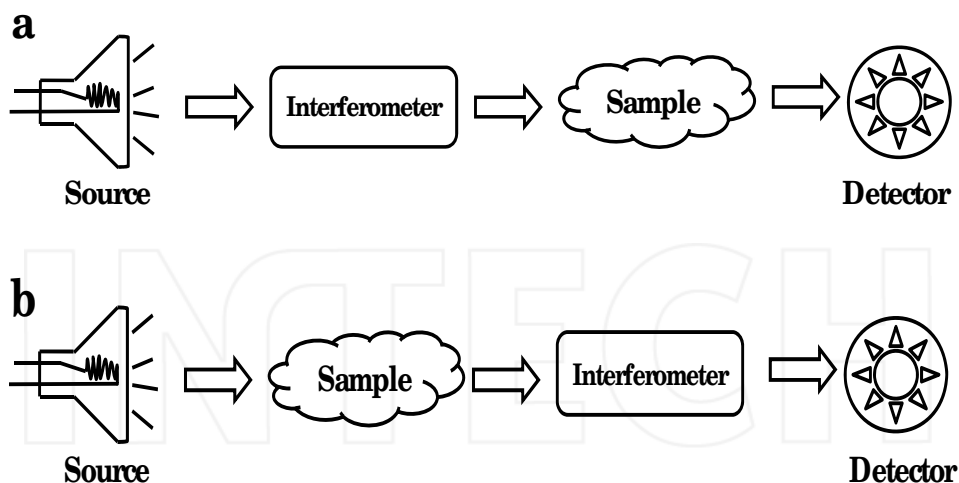 a
Interferometer
Sample
Source
Detector
INTECH
b
Sample
Interferometer
Source
Detector